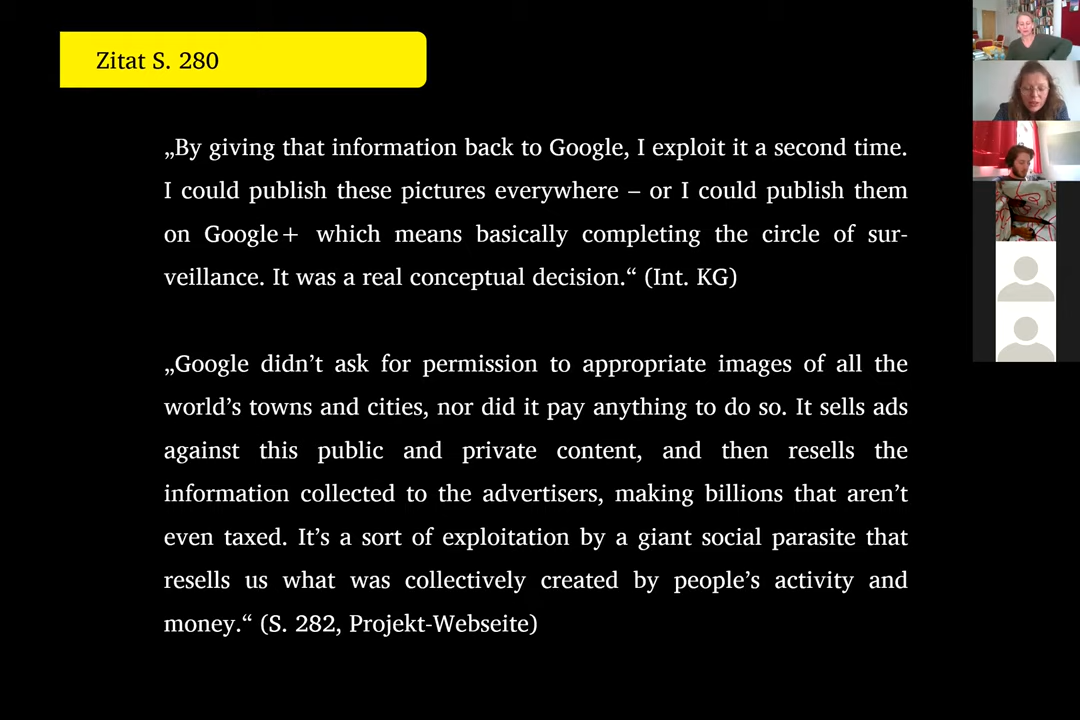 Zitat S. 280
„By giving that information back to Google, I exploit it a second time.
I could publish these pictures everywhere – or I could publish them
on Google+ which means basically completing the circle of sur-
veillance. It was a real conceptual decision.“ (Int. KG)
„Google didn’t ask for permission to appropriate images of all the
world’s towns and cities, nor did it pay anything to do so. It sells ads
against this public and private content, and then resells the
information collected to the advertisers, making billions that aren’t
even taxed. It’s a sort of exploitation by a giant social parasite that
resells us what was collectively created by people’s activity and
money.“ (S. 282, Projekt-Webseite)